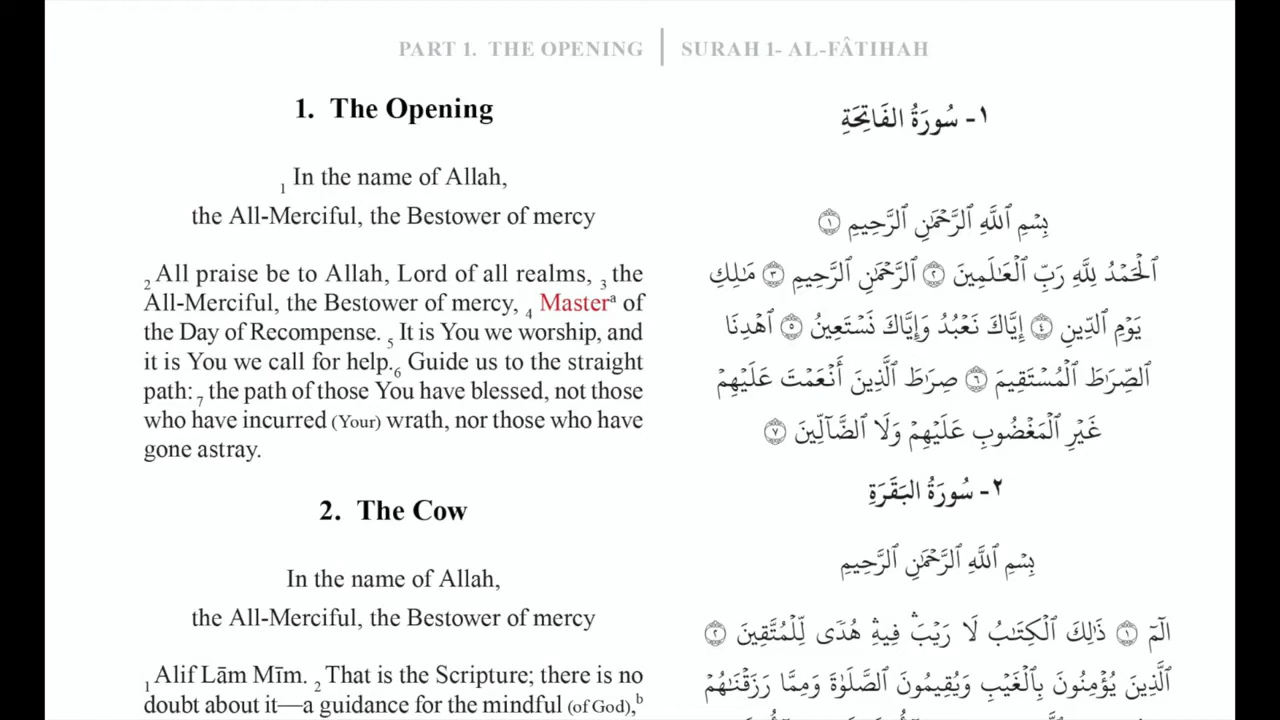 PART 1. THE OPENING | SURAH 1- AL-FÂTIHAH
1. The Opening
1 In the name of Allah,
the All-Merciful, the Bestower of mercy
2 All praise be to Allah, Lord of all realms, 3 the
All-Merciful, the Bestower of mercy, 4 Masterᵃ of
the Day of Recompense. 5 It is You we worship, and
it is You we call for help. 6 Guide us to the straight
path: 7 the path of those You have blessed, not those
who have incurred (Your) wrath, nor those who have
gone astray.
2. The Cow
In the name of Allah,
the All-Merciful, the Bestower of mercy
1 Alif Lām Mīm. 2 That is the Scripture; there is no
doubt about it—a guidance for the mindful (of God),ᵇ
١- سُورَةُ الفَاتِحَةِ
بِسْمِ ٱللَّهِ ٱلرَّحْمَٰنِ ٱلرَّحِيمِ ١
ٱلْحَمْدُ لِلَّهِ رَبِّ ٱلْعَٰلَمِينَ ٢ ٱلرَّحْمَٰنِ ٱلرَّحِيمِ ٣ مَٰلِكِ
يَوْمِ ٱلدِّينِ ٤ إِيَّاكَ نَعْبُدُ وَإِيَّاكَ نَسْتَعِينُ ٥ ٱهْدِنَا
ٱلصِّرَٰطَ ٱلْمُسْتَقِيمَ ٦ صِرَٰطَ ٱلَّذِينَ أَنْعَمْتَ عَلَيْهِمْ
غَيْرِ ٱلْمَغْضُوبِ عَلَيْهِمْ وَلَا ٱلضَّآلِّينَ ٧
٢- سُورَةُ البَقَرَةِ
بِسْمِ ٱللَّهِ ٱلرَّحْمَٰنِ ٱلرَّحِيمِ
الٓمٓ ١ ذَٰلِكَ ٱلْكِتَٰبُ لَا رَيْبَۛ فِيهِۛ هُدًى لِّلْمُتَّقِينَ ٢
ٱلَّذِينَ يُؤْمِنُونَ بِٱلْغَيْبِ وَيُقِيمُونَ ٱلصَّلَوٰةَ وَمِمَّا رَزَقْنَٰهُمْ